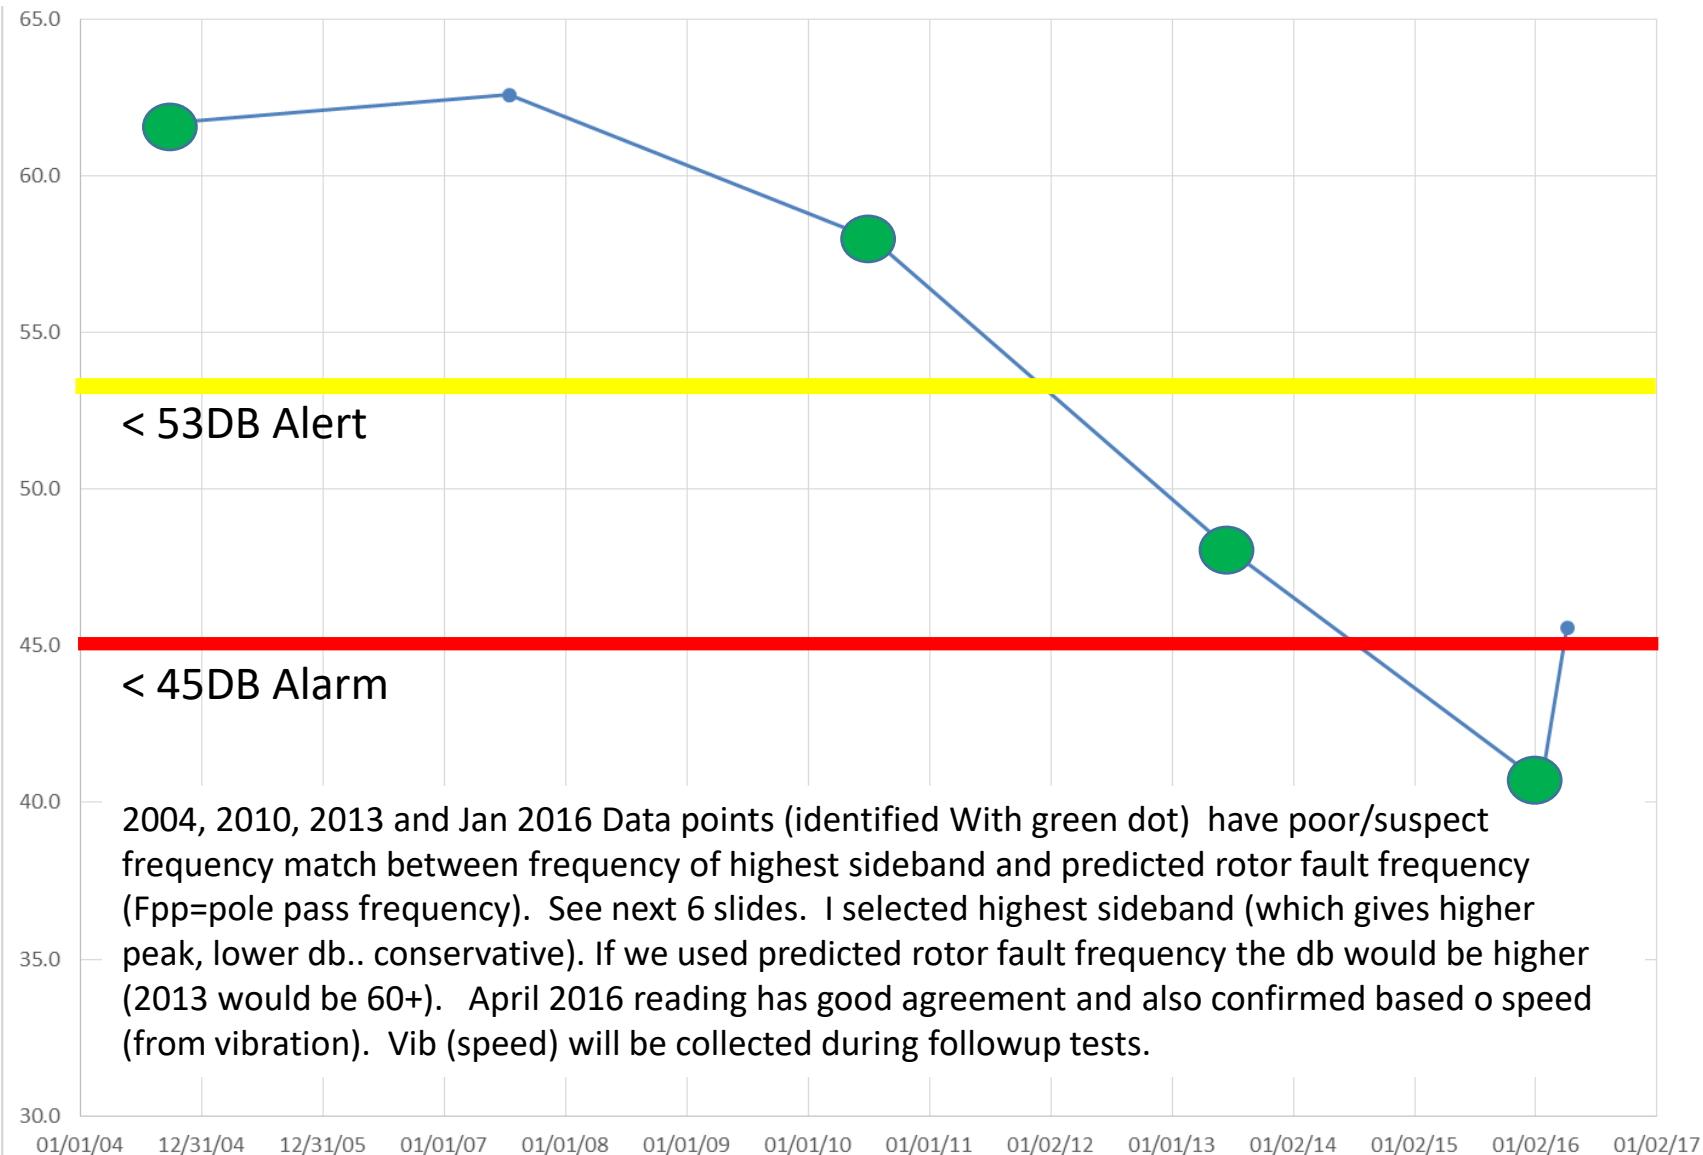 65.0
60.0
55.0
< 53DB Alert
50.0
45.0
< 45DB Alarm
40.0
2004, 2010, 2013 and Jan 2016 Data points (identified With green dot)  have poor/suspect
frequency match between frequency of highest sideband and predicted rotor fault frequency
(Fpp=pole pass frequency).  See next 6 slides.  I selected highest sideband (which gives higher
peak, lower db.. conservative). If we used predicted rotor fault frequency the db would be higher
(2013 would be 60+).   April 2016 reading has good agreement and also confirmed based o speed
(from vibration).  Vib (speed) will be collected during followup tests.
35.0
30.0
01/01/04 12/31/04 12/31/05 01/01/07 01/01/08 01/01/09 01/01/10 01/01/11 01/02/12 01/01/13 01/02/14 01/02/15 01/02/16 01/02/17